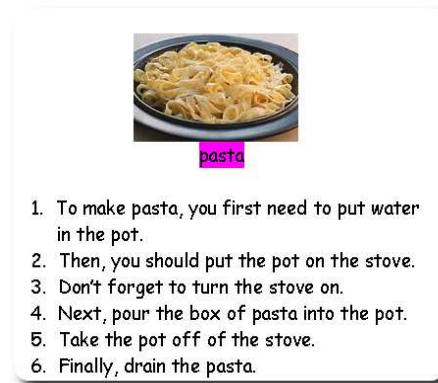 pasta
1. To make pasta, you first need to put water
in the pot.
2. Then, you should put the pot on the stove.
3. Don't forget to turn the stove on.
4. Next, pour the box of pasta into the pot.
5. Take the pot off of the stove.
6. Finally, drain the pasta.